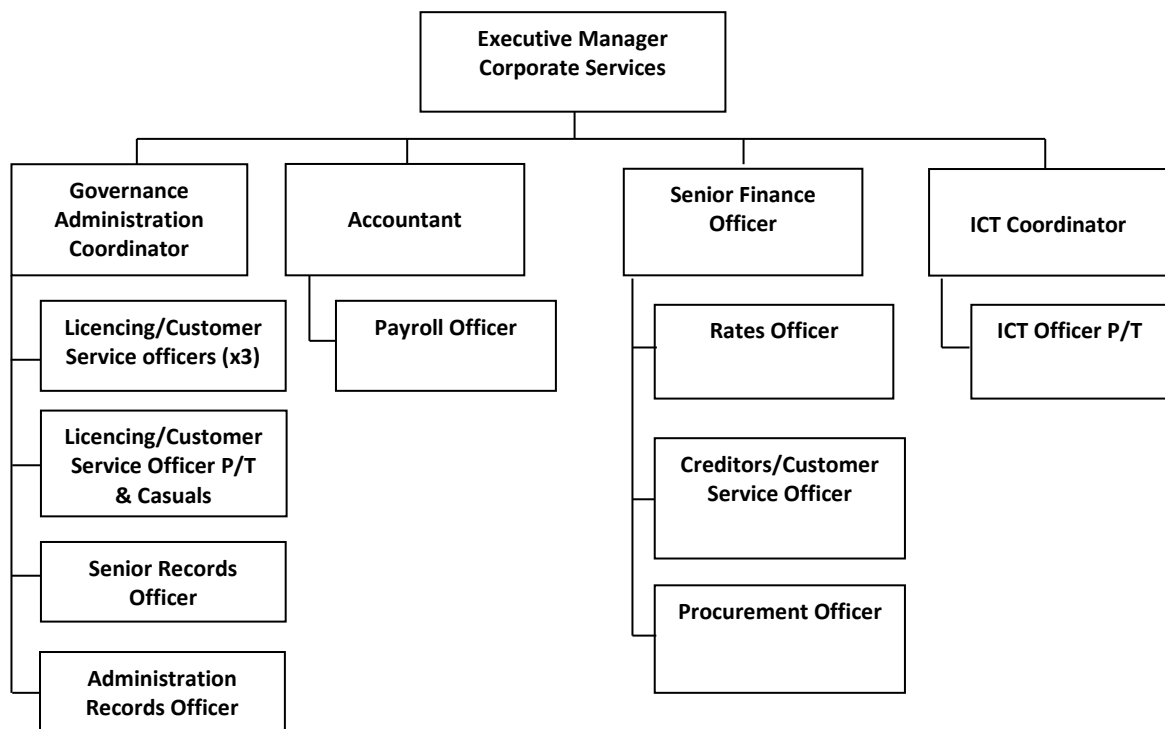 Executive Manager
Corporate Services
Governance
Administration
Coordinator
Accountant
Senior Finance
Officer
ICT Coordinator
Licencing/Customer
Service officers (x3)
Payroll Officer
Rates Officer
ICT Officer P/T
Licencing/Customer
Service Officer P/T
& Casuals
Creditors/Customer
Service Officer
Senior Records
Officer
Procurement Officer
Administration
Records Officer